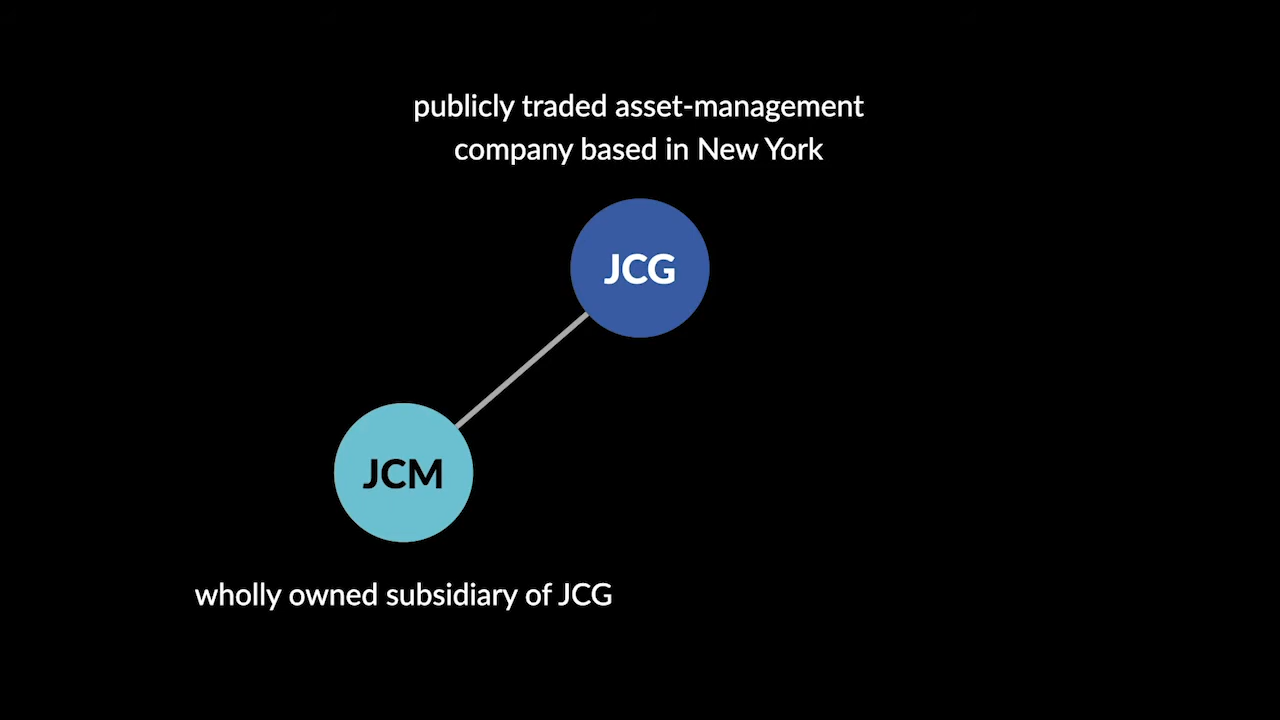 publicly traded asset-management
company based in New York
JCG
JCM
wholly owned subsidiary of JCG